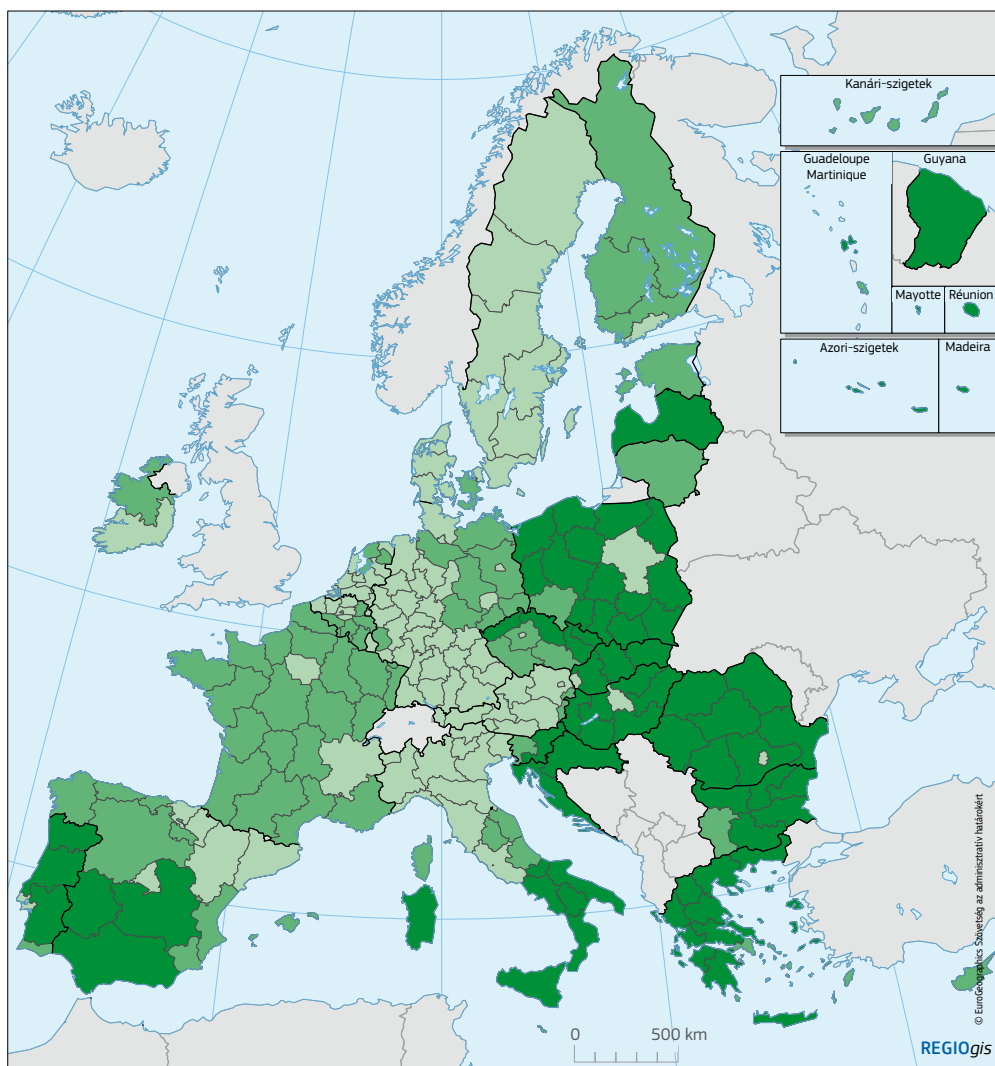 Kanári-szigetek
Guadeloupe
Martinique
Guyana
Mayotte
Réunion
Azori-szigetek
Madeira
© EuroGeographics Szövetség az adminisztratív határokért
0 500 km
REGIOgis